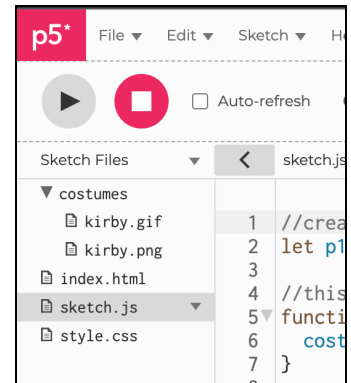 p5* File Edit Sketch
Auto-refresh
Sketch Files sketch.js
costumes
kirby.gif
kirby.png
index.html
sketch.js
style.css
1 //crea
2 let p1
3
4 //this
5 functi
6 cost
7 }